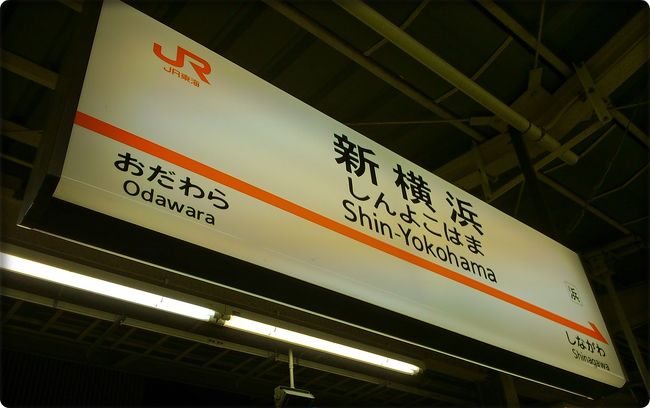 JR
JR東海
新横浜
しんよこはま
Shin-Yokohama
おだわら
Odawara
浜
しながわ
Shinagawa